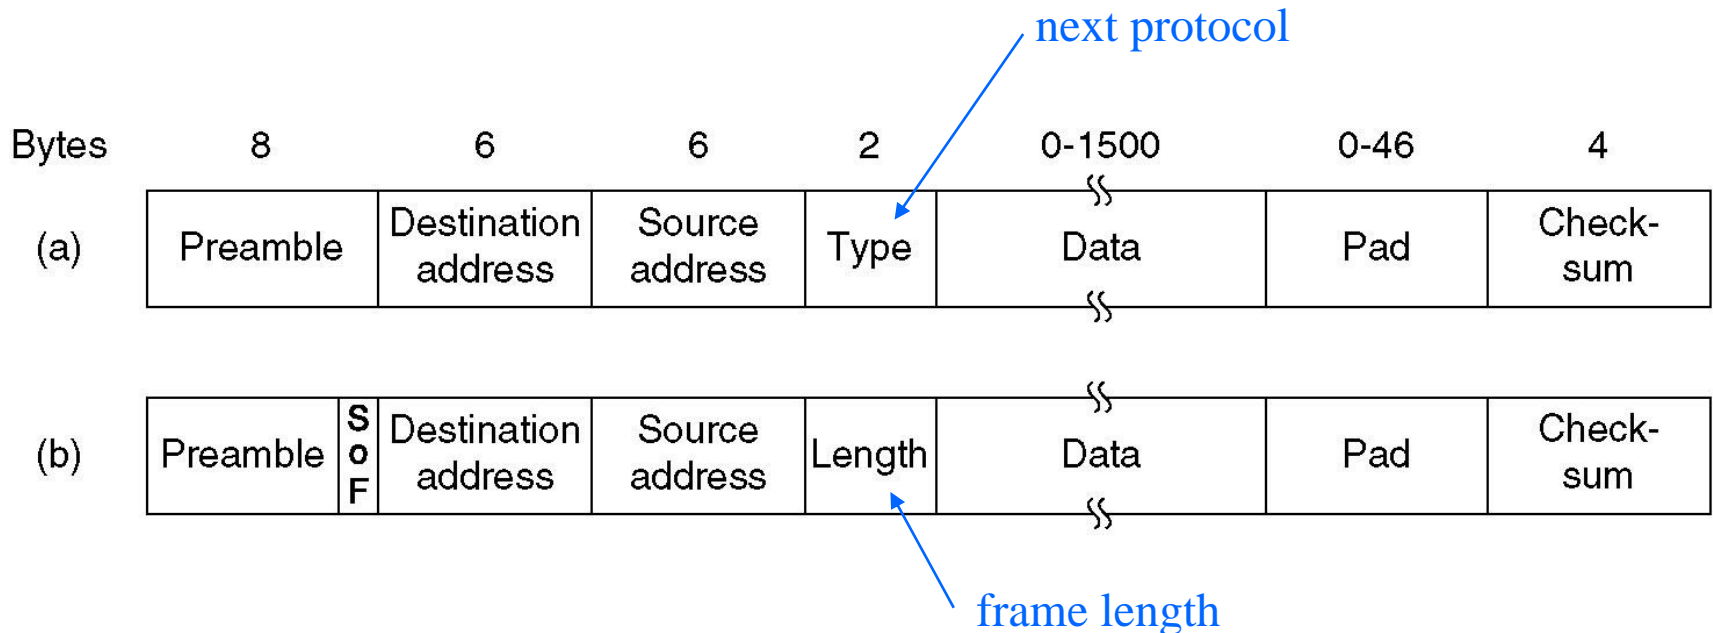 next protocol
Bytes 8 6 6 2 0-1500 0-46 4
(a) Preamble Destination address Source address Type Data Pad Check-sum
(b) Preamble SoF Destination address Source address Length Data Pad Check-sum
frame length